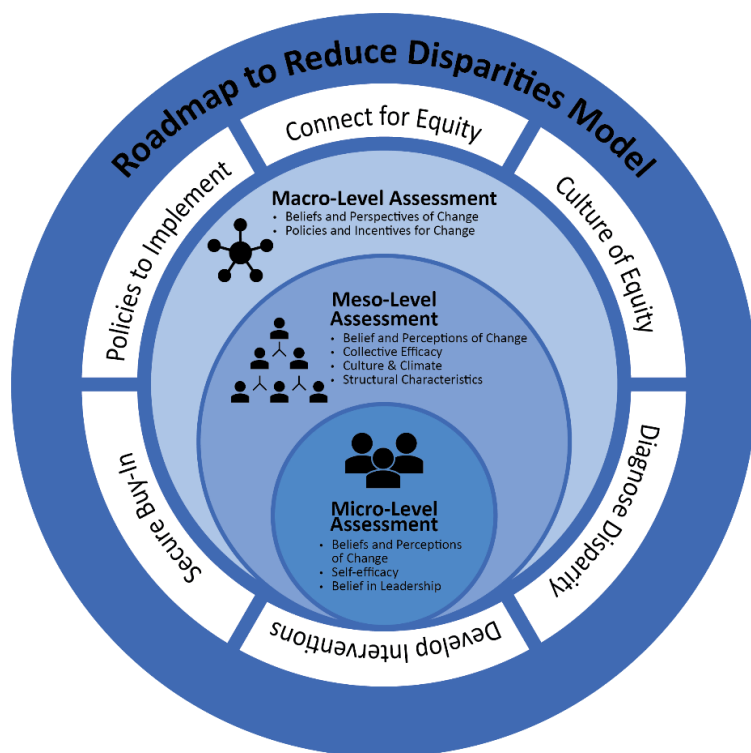 Roadmap to Reduce Disparities Model
Connect for Equity
Culture of Equity
Diagnose Disparity
Develop Interventions
Secure Buy-In
Policies to Implement
Macro-Level Assessment
• Beliefs and Perspectives of Change
• Policies and Incentives for Change
Meso-Level
Assessment
• Belief and Perceptions of Change
• Collective Efficacy
• Culture & Climate
• Structural Characteristics
Micro-Level
Assessment
• Beliefs and Perceptions
of Change
• Self-efficacy
• Belief in Leadership